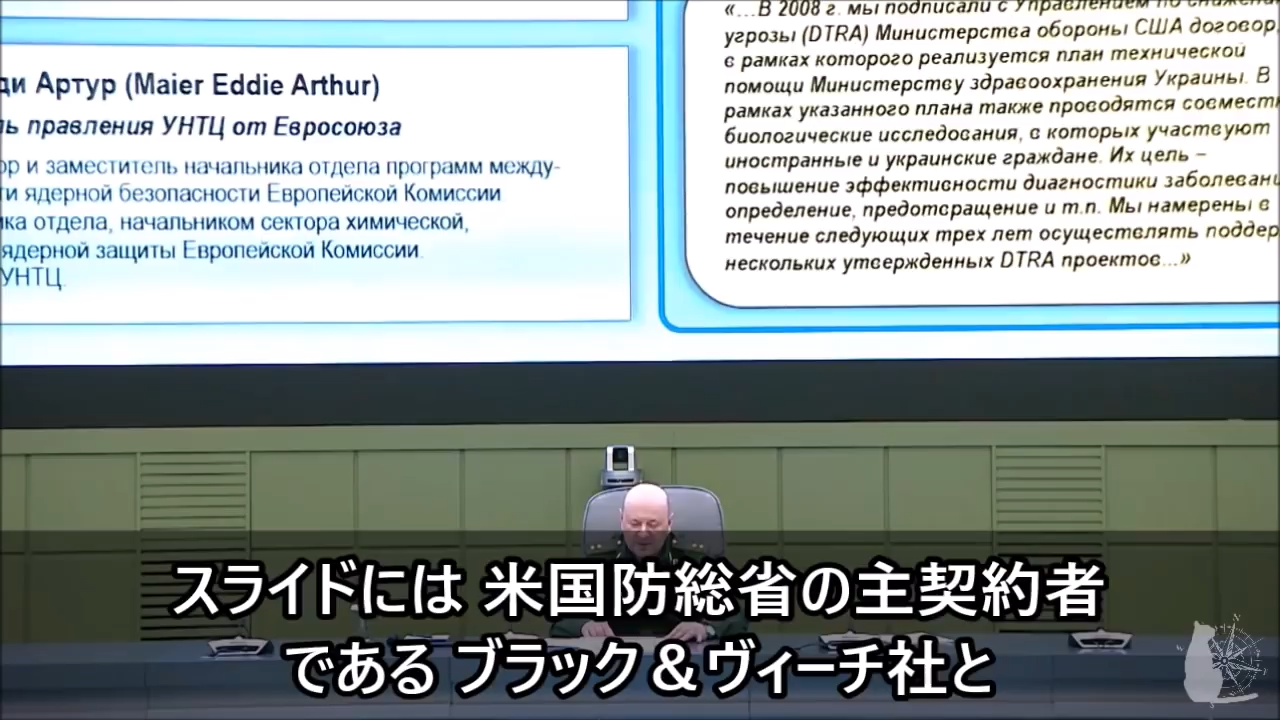 ди Артур (Maier Eddie Arthur)
ль правления УНТЦ от Евросоюза
ор и заместитель начальника отдела программ между-
ти ядерной безопасности Европейской Комиссии
ка отдела, начальником сектора химической,
ядерной защиты Европейской Комиссии.
УНТЦ.
«...В 2008 г. мы подписали с Управлением по снижен
угрозы (DTRA) Министерства обороны США договор,
в рамках которого реализуется план технической
помощи Министерству здравоохранения Украины. В
рамках указанного плана также проводятся совмест
биологические исследования, в которых участвуют
иностранные и украинские граждане. Их цель –
повышение эффективности диагностики заболевани
определение, предотвращение и т.п. Мы намерены в
течение следующих трех лет осуществлять поддер
нескольких утвержденных DTRA проектов...»
スライドには 米国防総省の主契約者
である ブラック＆ヴィーチ社と